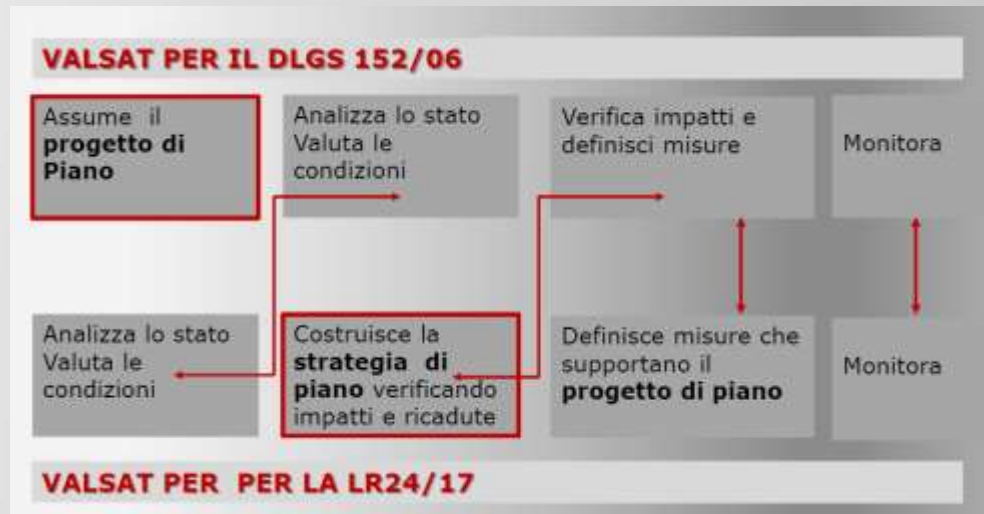 VALSAT PER IL DLGS 152/06
Assume il
progetto di
Piano
Analizza lo stato
Valuta le
condizioni
Verifica impatti e
definisci misure
Monitora
Analizza lo stato
Valuta le
condizioni
Costruisce la
strategia di
piano verificando
impatti e ricadute
Definisce misure che
supportano il
progetto di piano
Monitora
VALSAT PER PER LA LR24/17